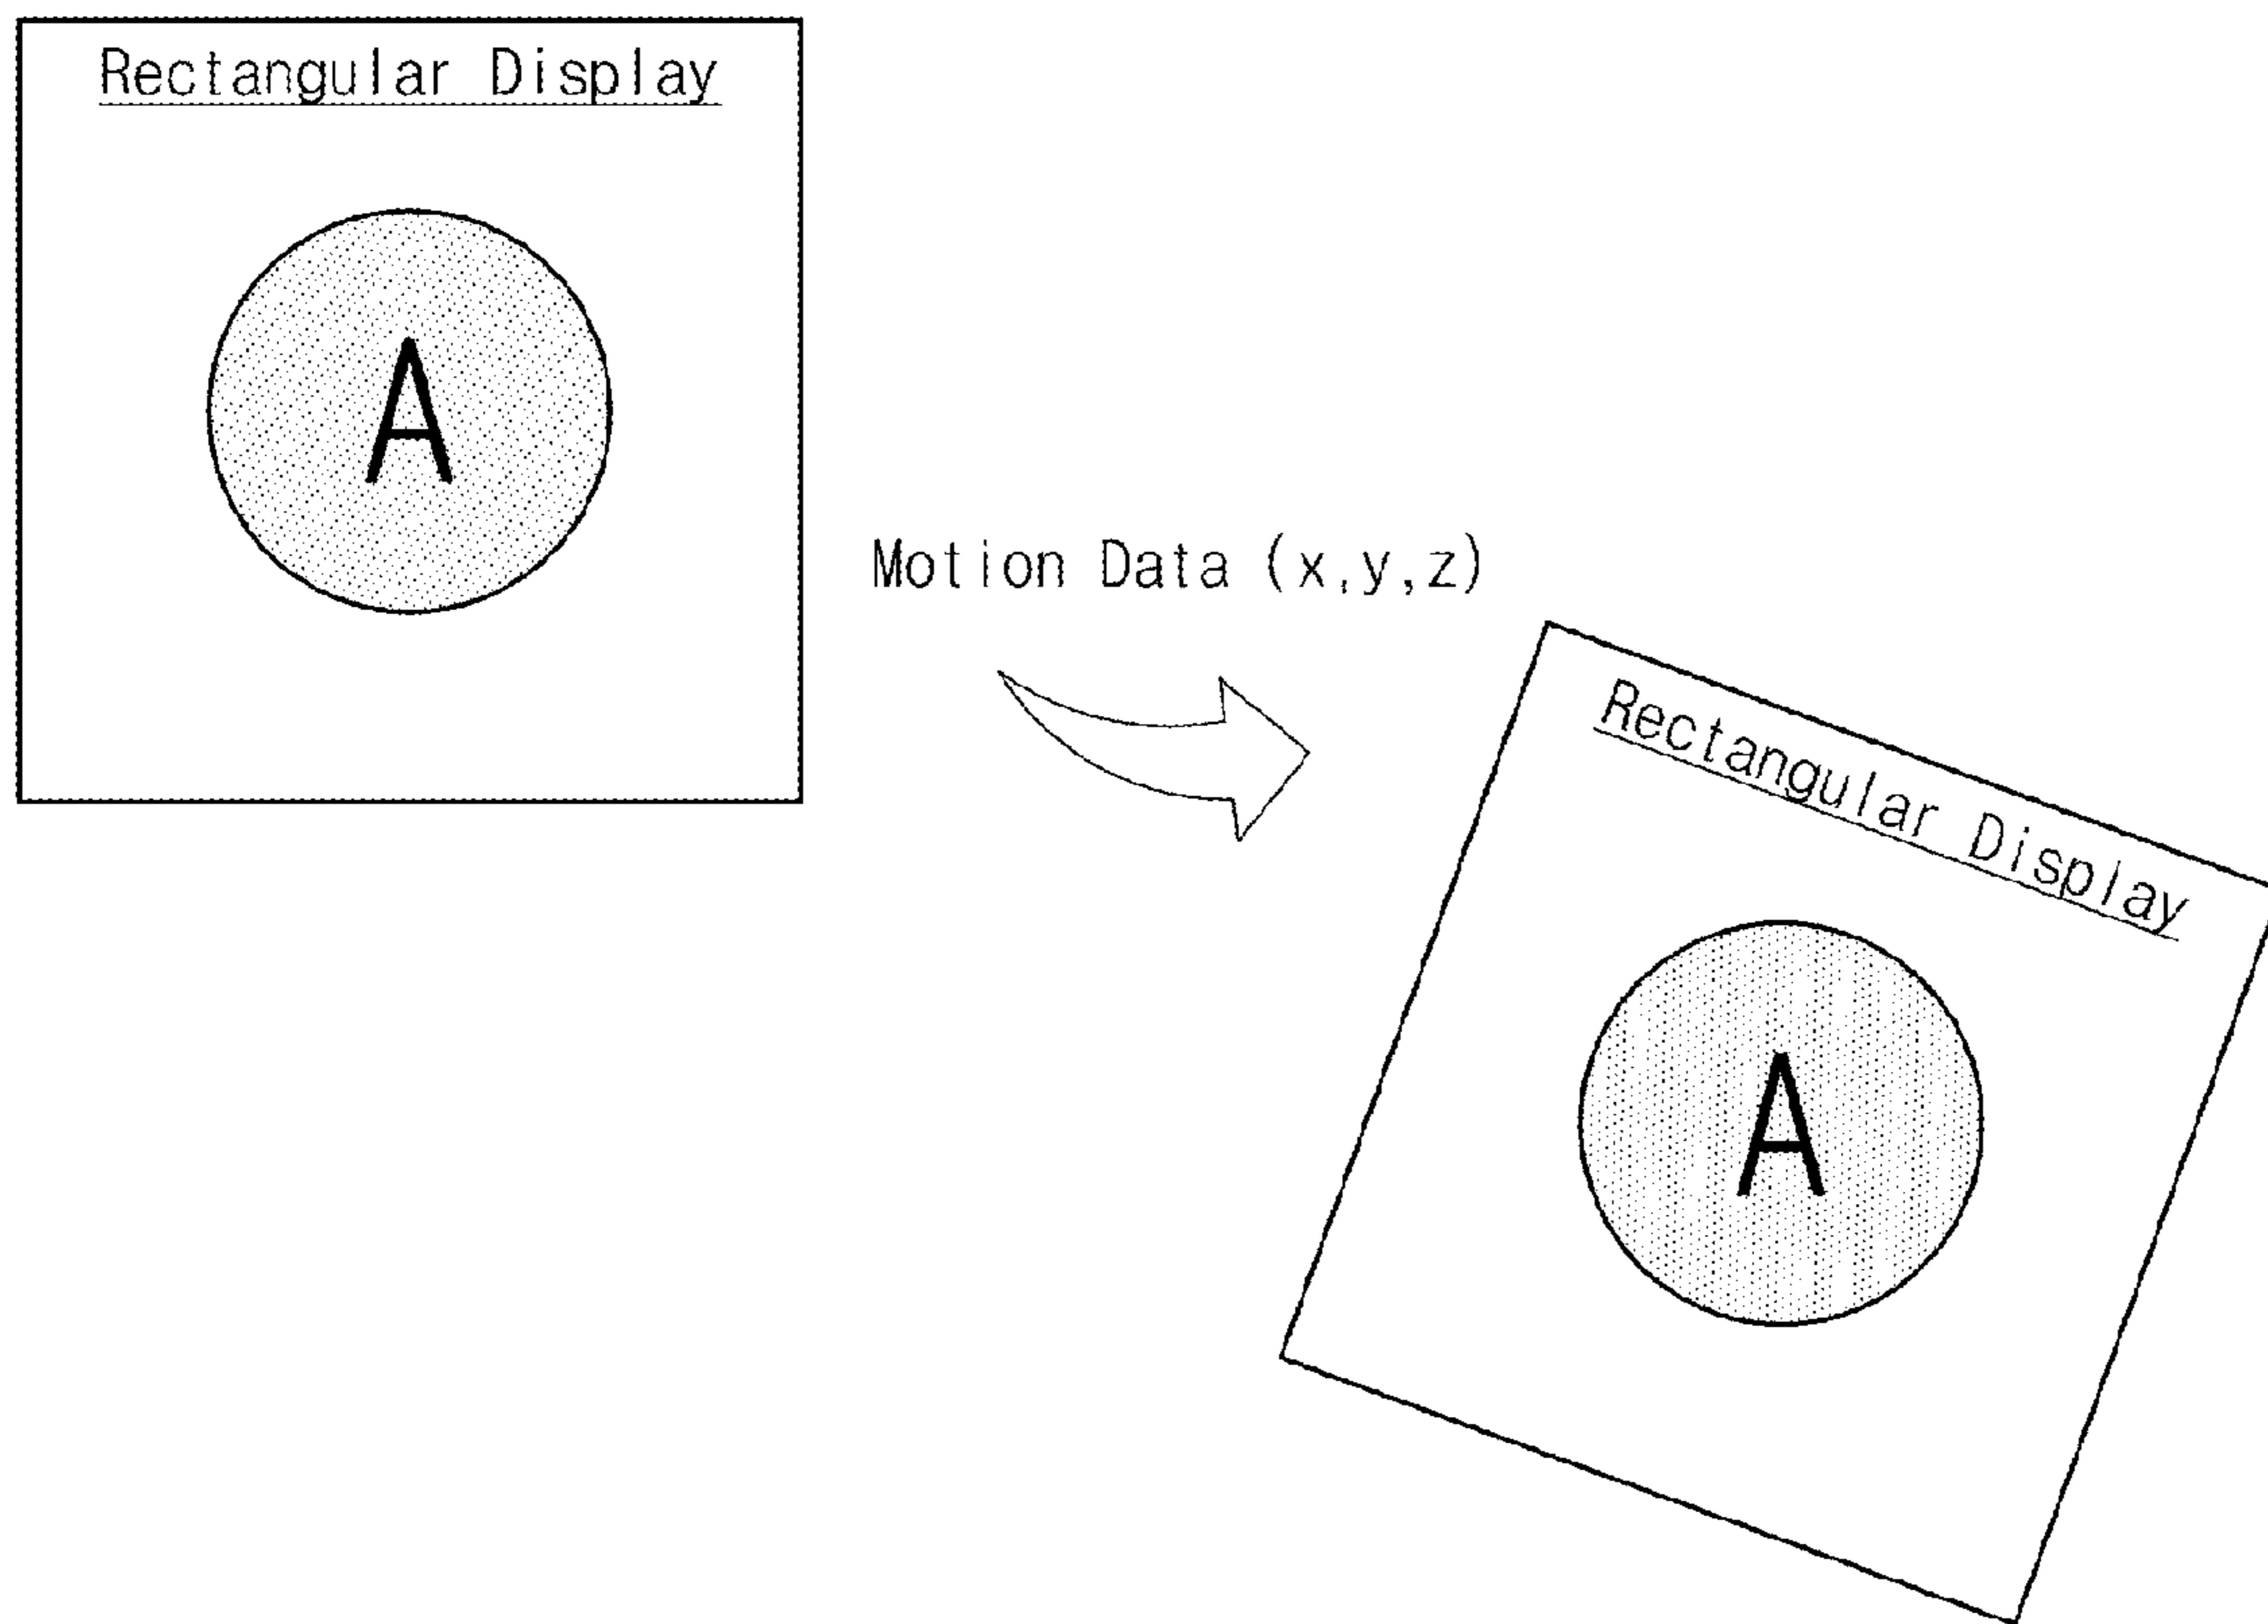 Rectangular Display
A
Motion Data (x,y,z)
Rectangular Display
A